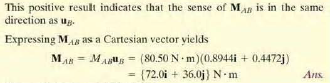 This positive result indicates that the sense of M_AB is in the same
direction as u_B.
Expressing M_AB as a Cartesian vector yields
M_AB = M_AB u_B = (80.50 N · m)(0.8944i + 0.4472j)
= {72.0i + 36.0j} N · m Ans.